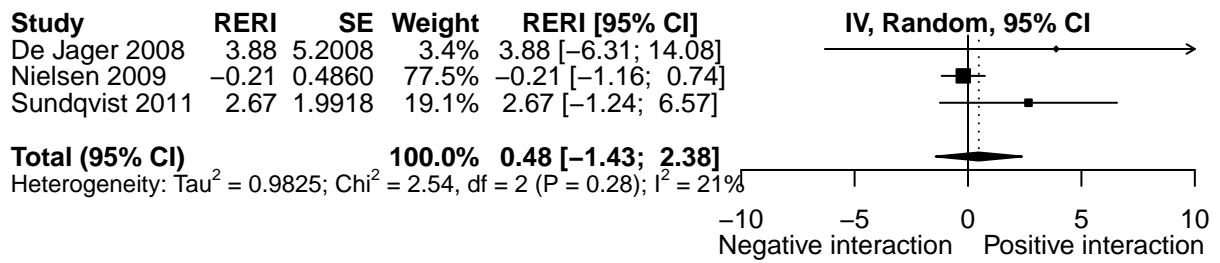 Study RERI SE Weight RERI [95% CI] IV, Random, 95% CI
De Jager 2008 3.88 5.2008 3.4% 3.88 [−6.31; 14.08]
Nielsen 2009 −0.21 0.4860 77.5% −0.21 [−1.16; 0.74]
Sundqvist 2011 2.67 1.9918 19.1% 2.67 [−1.24; 6.57]
Total (95% CI) 100.0% 0.48 [−1.43; 2.38]
Heterogeneity: Tau² = 0.9825; Chi² = 2.54, df = 2 (P = 0.28); I² = 21%
−10 −5 0 5 10
Negative interaction Positive interaction